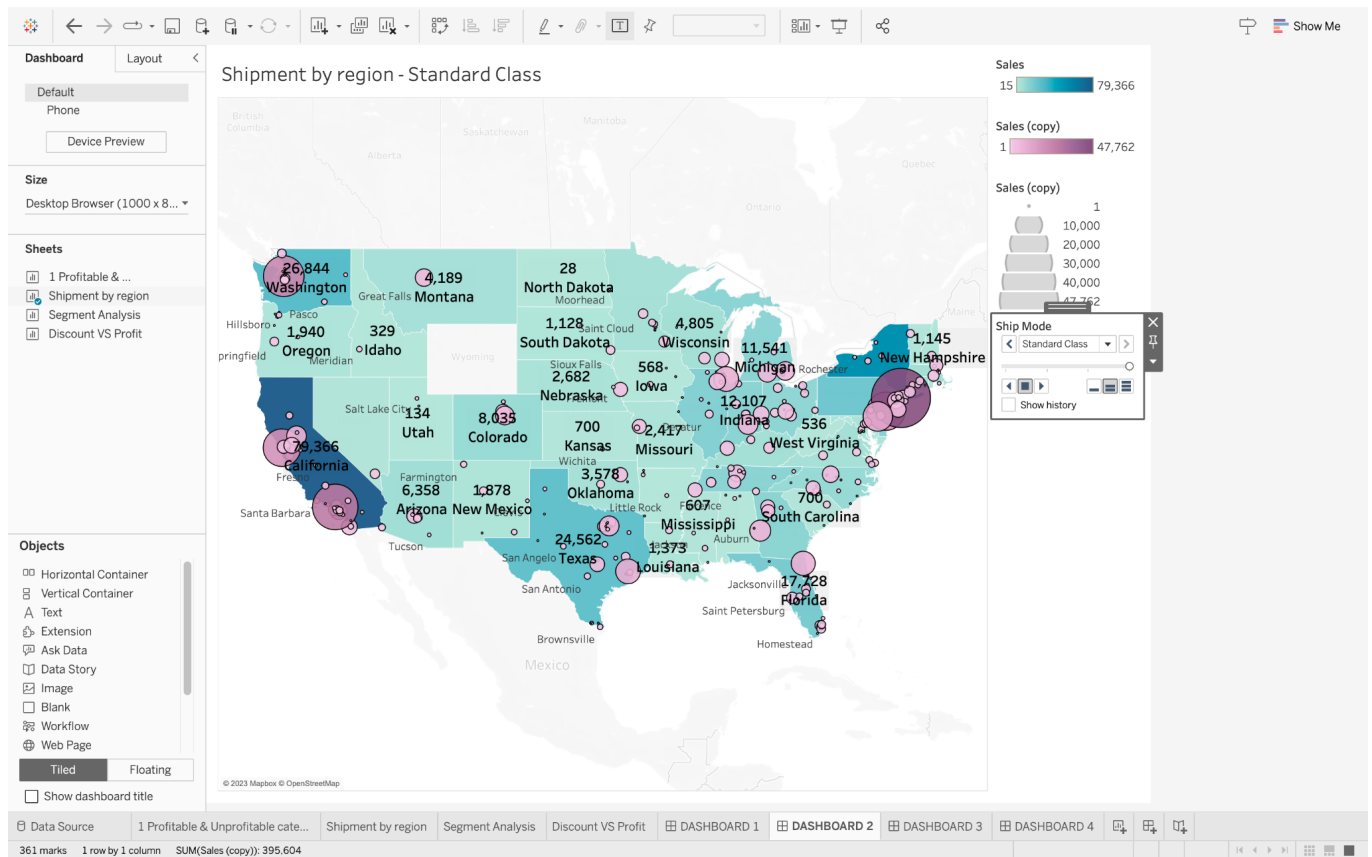 Show Me
Dashboard
Layout
Default
Phone
Device Preview
Size
Desktop Browser (1000 x 8...
Sheets
1 Profitable & ...
Shipment by region
Segment Analysis
Discount VS Profit
Objects
Horizontal Container
Vertical Container
Text
Extension
Ask Data
Data Story
Image
Blank
Workflow
Web Page
Tiled
Floating
Show dashboard title
Shipment by region - Standard Class
British
Columbia
Alberta
Saskatchewan
Manitoba
Ontario
Quebec
Maine
26,844
Washington
4,189
Great Falls Montana
28
North Dakota
Moorhead
Hillsboro
Pasco
1,940
Oregon
pringfield
Meridian
329
Idaho
Wyoming
1,128
South Dakota
Saint Cloud
4,805
Wisconsin
11,541
Michigan
Rochester
1,145
New Hampshire
Sioux Falls
2,682
Nebraska
568
Iowa
Salt Lake City
134
Utah
8,035
Colorado
700
Kansas
Wichita
2,417
Missouri
12,107
Indiana
Decatur
536
West Virginia
79,366
California
Fresno
Santa Barbara
Farmington
6,358
Arizona
1,878
New Mexico
Tucson
3,578
Oklahoma
Little Rock
607
Mississippi
Florence
700
South Carolina
Auburn
24,562
Texas
San Angelo
San Antonio
1,373
Louisiana
Jacksonville
17,728
Florida
Saint Petersburg
Brownsville
Homestead
Mexico
© 2023 Mapbox © OpenStreetMap
Sales
15
79,366
Sales (copy)
1
47,762
Sales (copy)
1
10,000
20,000
30,000
40,000
47,762
Ship Mode
Standard Class
Show history
Data Source
1 Profitable & Unprofitable cate...
Shipment by region
Segment Analysis
Discount VS Profit
DASHBOARD 1
DASHBOARD 2
DASHBOARD 3
DASHBOARD 4
361 marks
1 row by 1 column
SUM(Sales (copy)): 395,604